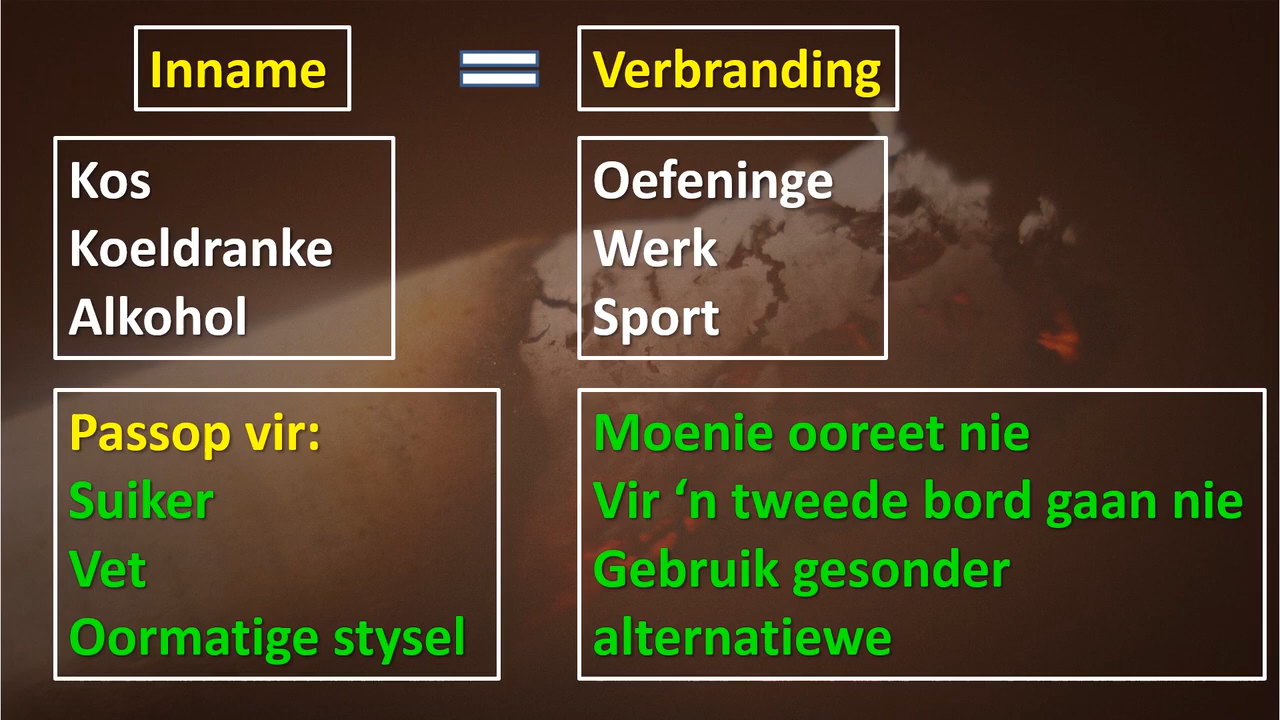 Inname = Verbranding
Kos
Koeldranke
Alkohol
Oefeninge
Werk
Sport
Passop vir:
Suiker
Vet
Oormatige stysel
Moenie ooreet nie
Vir ‘n tweede bord gaan nie
Gebruik gesonder
alternatiewe